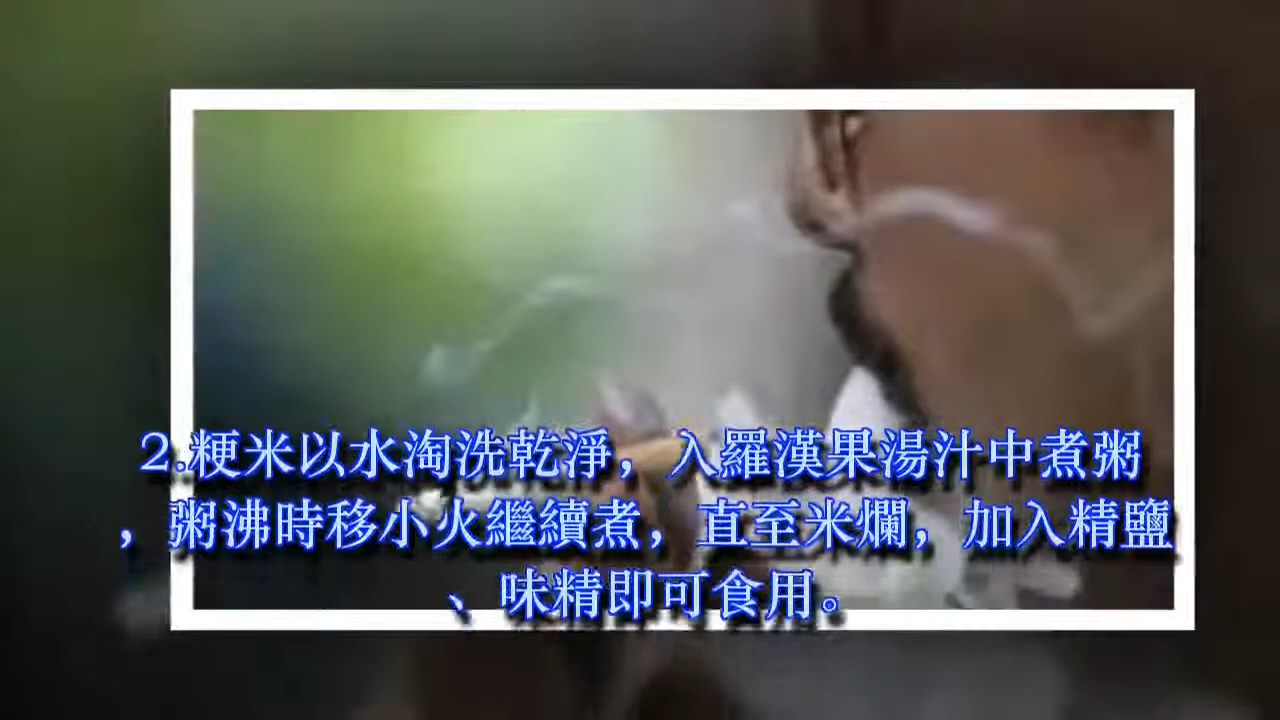 2.粳米以水淘洗乾淨，入羅漢果湯汁中煮粥
，粥沸時移小火繼續煮，直至米爛，加入精鹽
、味精即可食用。